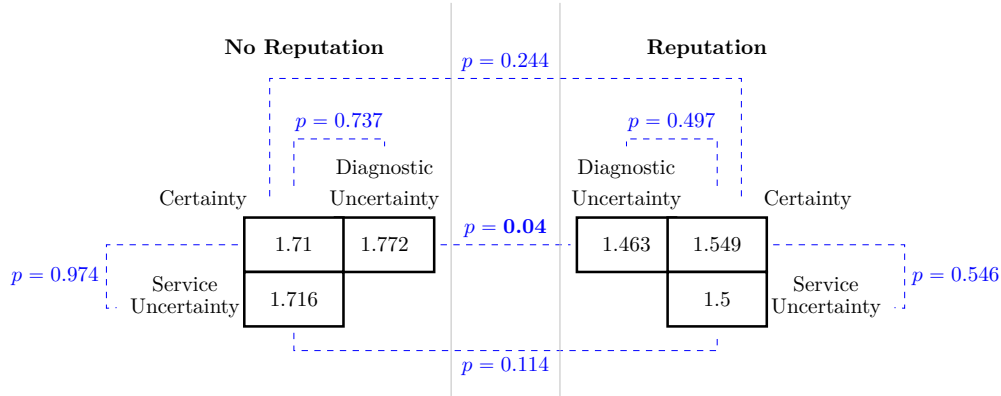 No Reputation
Reputation
p = 0.244
p = 0.737
p = 0.497
Diagnostic
Uncertainty
Diagnostic
Uncertainty
Certainty
Certainty
1.71
1.772
p = 0.04
1.463
1.549
p = 0.974
p = 0.546
Service
Uncertainty
1.716
1.5
Service
Uncertainty
p = 0.114